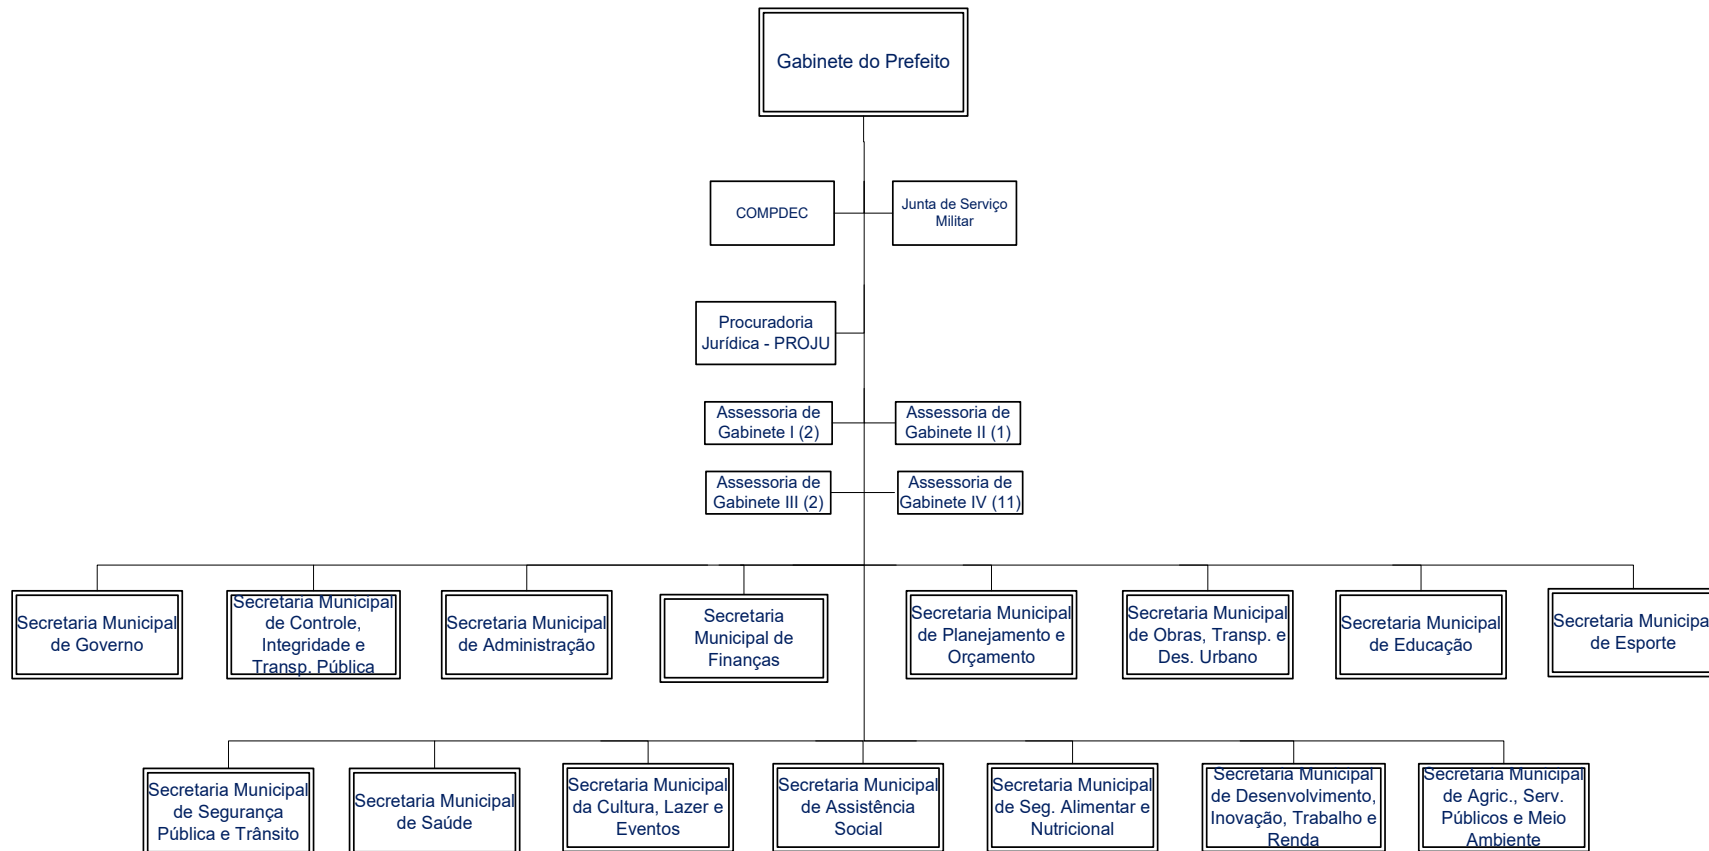 Gabinete do Prefeito
COMPDEC
Junta de Serviço
Militar
Procuradoria
Jurídica - PROJU
Assessoria de
Gabinete I (2)
Assessoria de
Gabinete II (1)
Assessoria de
Gabinete III (2)
Assessoria de
Gabinete IV (11)
Secretaria Municipal
de Governo
Secretaria Municipal
de Controle,
Integridade e
Transp. Pública
Secretaria Municipal
de Administração
Secretaria
Municipal de
Finanças
Secretaria Municipal
de Planejamento e
Orçamento
Secretaria Municipal
de Obras, Transp. e
Des. Urbano
Secretaria Municipal
de Educação
Secretaria Municipa
de Esporte
Secretaria Municipal
de Segurança
Pública e Trânsito
Secretaria Municipal
de Saúde
Secretaria Municipal
da Cultura, Lazer e
Eventos
Secretaria Municipal
de Assistência
Social
Secretaria Municipal
de Seg. Alimentar e
Nutricional
Secretaria Municipal
de Desenvolvimento,
Inovação, Trabalho e
Renda
Secretaria Municipal
de Agric., Serv.
Públicos e Meio
Ambiente